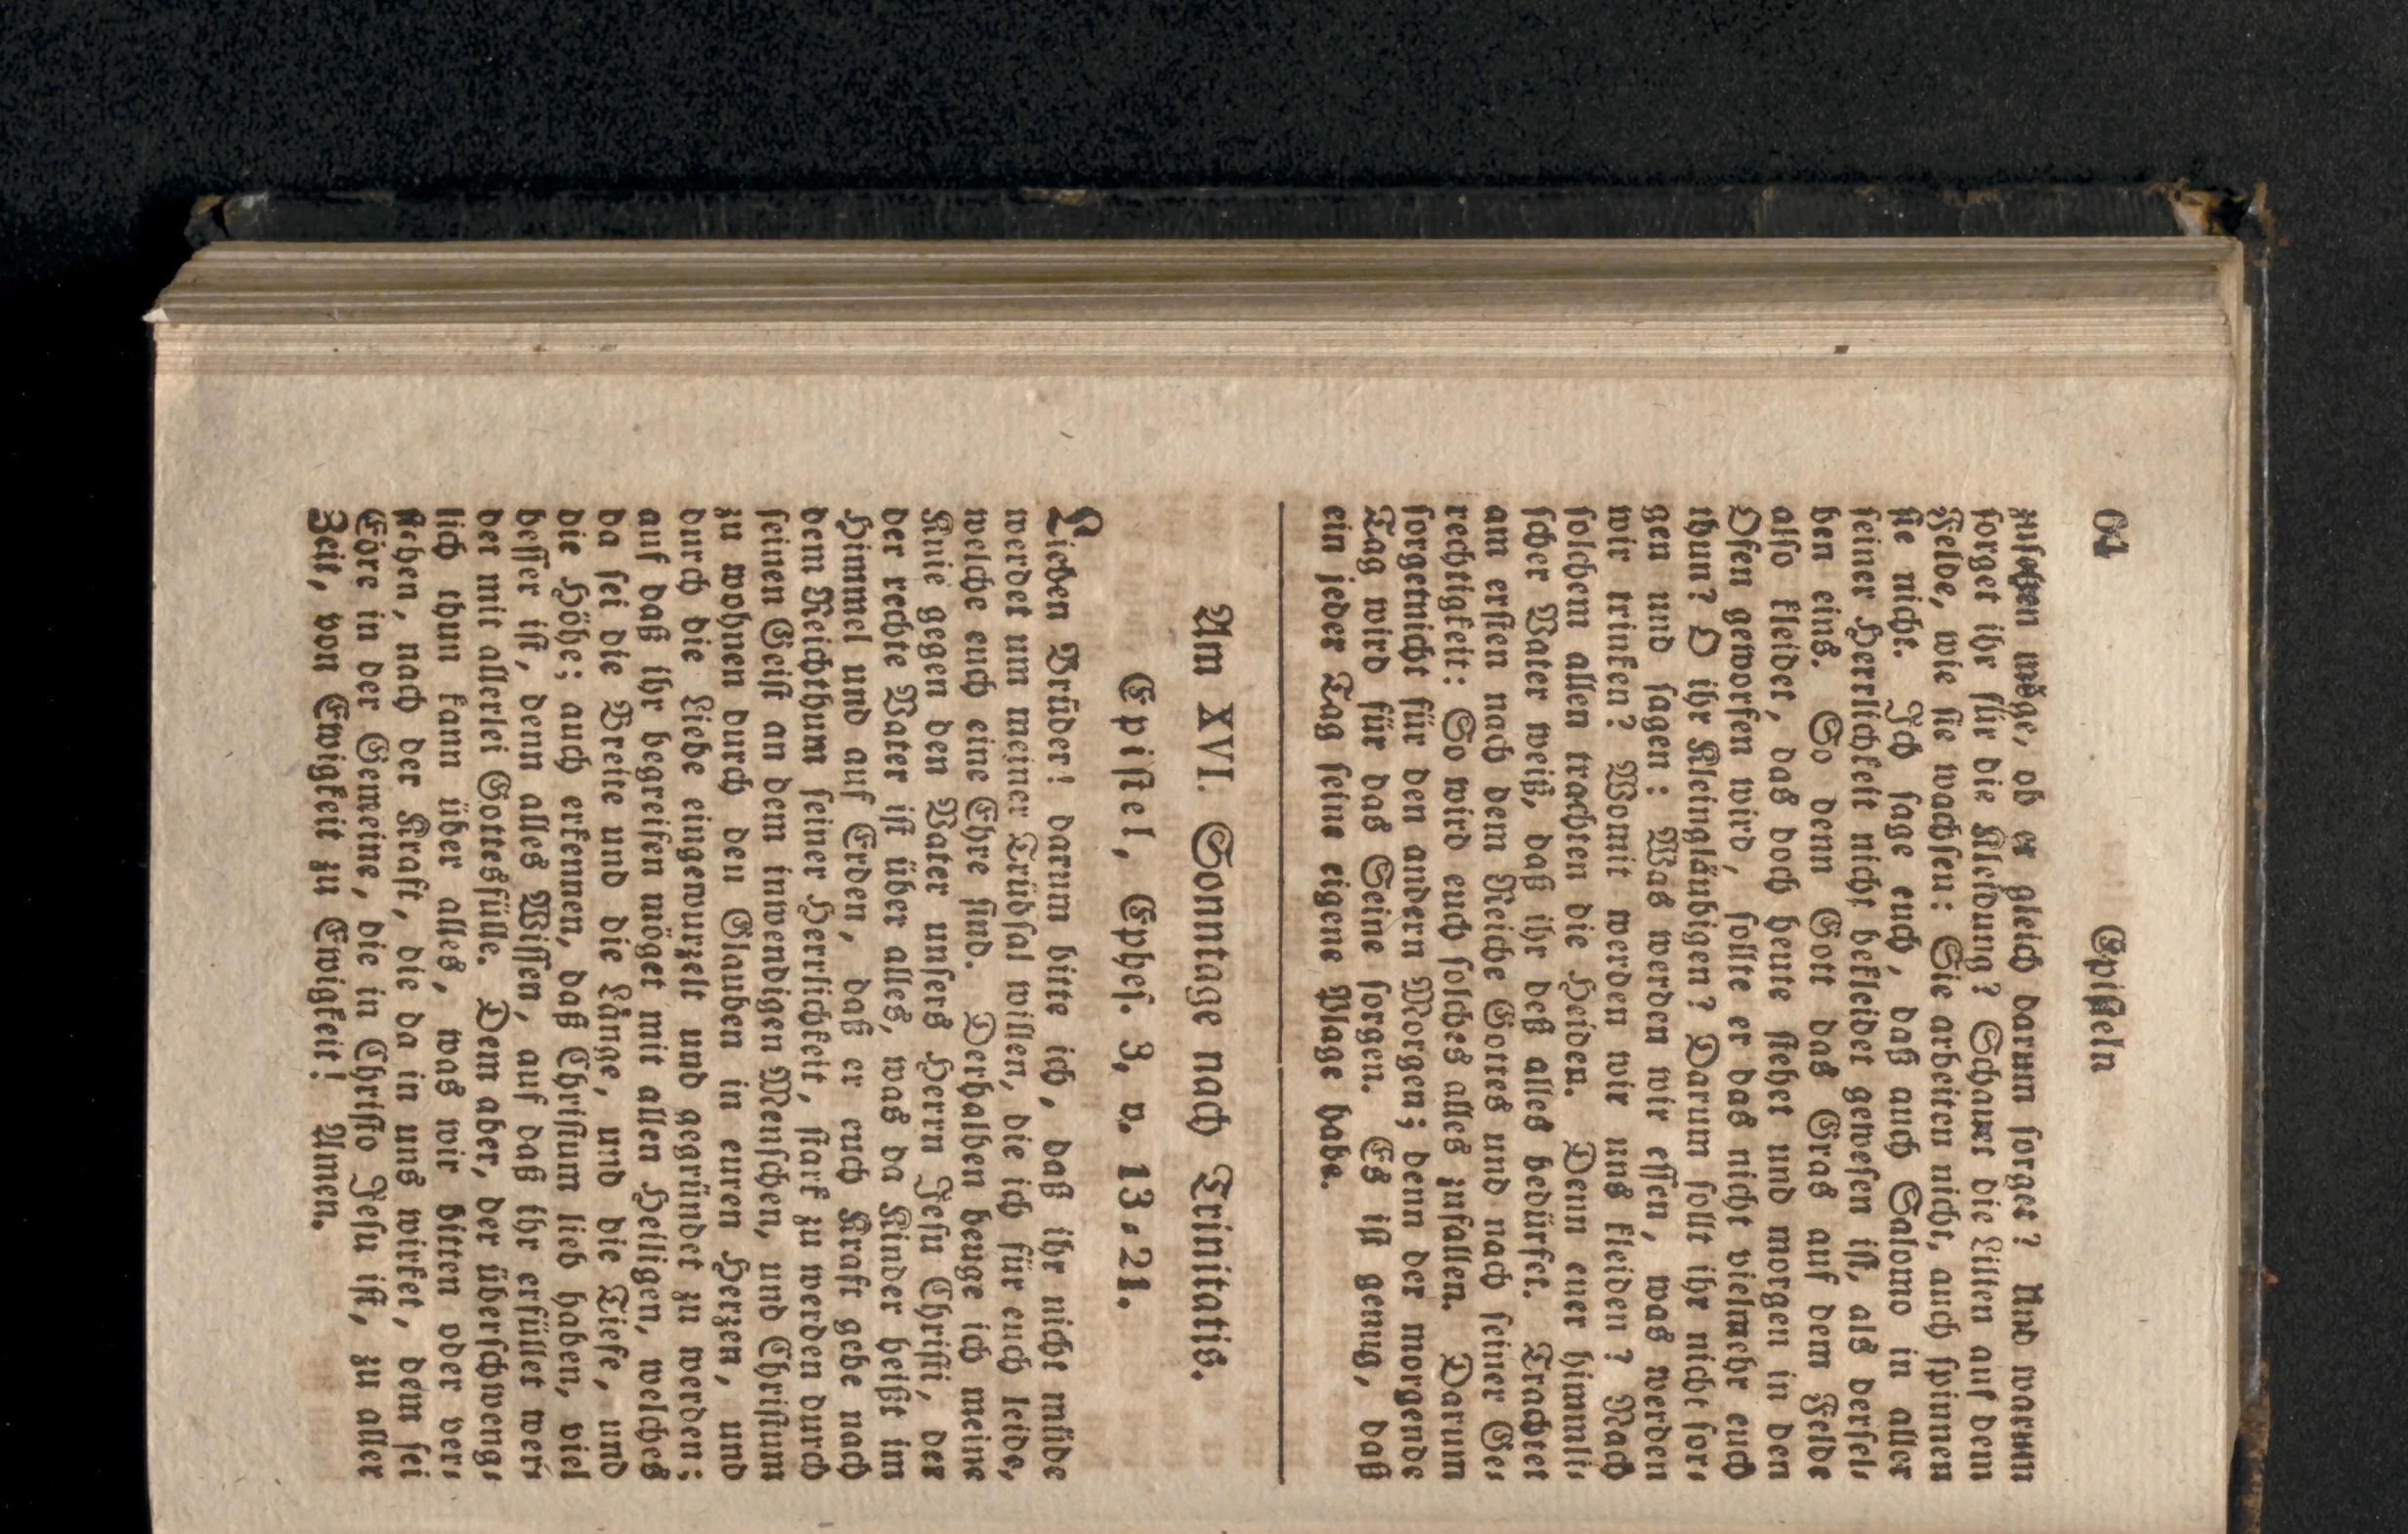 64 Episteln
zusetzen möge, ob er gleich darum sorget? Und warum
sorget ihr für die Kleidung? Schauet die Lilien auf dem
Felde, wie sie wachsen: Sie arbeiten nicht, auch spinnen
sie nicht. Ich sage euch, daß auch Salomo in aller
seiner Herrlichkeit nicht bekleidet gewesen ist, als dersel-
ben eins. So denn Gott das Gras auf dem Felde
also kleidet, das doch heute stehet und morgen in den
Ofen geworfen wird, sollte er das nicht vielmehr euch
thun? O ihr Kleingläubigen? Darum sollt ihr nicht sor-
gen und sagen: Was werden wir essen, was werden
wir trinken? Womit werden wir uns kleiden? Nach
solchem allen trachten die Heiden. Denn euer himmli-
scher Vater weiß, daß ihr deß alles bedürfet. Trachtet
am ersten nach dem Reiche Gottes und nach seiner Ge-
rechtigkeit: So wird euch solches alles zufallen. Darum
sorget nicht für den andern Morgen; denn der morgende
Tag wird für das Seine sorgen. Es ist genug, daß
ein jeder Tag seine eigene Plage habe.
Am XVI. Sonntage nach Trinitatis.
Epistel, Ephes. 3, v. 13-21.
Lieben Brüder! darum bitte ich, daß ihr nicht müde
werdet um meiner Trübsal willen, die ich für euch leide,
welche euch eine Ehre sind. Derhalben beuge ich meine
Knie gegen den Vater unsers Herrn Jesu Christi, der
der rechte Vater ist über alles, was da Kinder heißt im
Himmel und auf Erden, daß er euch Kraft gebe nach
dem Reichthum seiner Herrlichkeit, stark zu werden durch
seinen Geist an dem inwendigen Menschen, und Christum
zu wohnen durch den Glauben in euren Herzen, und
durch die Liebe eingewurzelt und gegründet zu werden;
auf daß ihr begreifen möget mit allen Heiligen, welches
da sei die Breite und die Länge, und die Tiefe, und
die Höhe; auch erkennen, daß Christum lieb haben, viel
besser ist, denn alles Wissen, auf daß ihr erfüllet wer-
der mit allerlei Gottesfülle. Dem aber, der überschweng-
lich thun kann über alles, was wir bitten oder ver-
stehen, nach der Kraft, die da in uns wirket, dem sei
Ehre in der Gemeine, die in Christo Jesu ist, zu aller
Zeit, von Ewigkeit zu Ewigkeit! Amen.